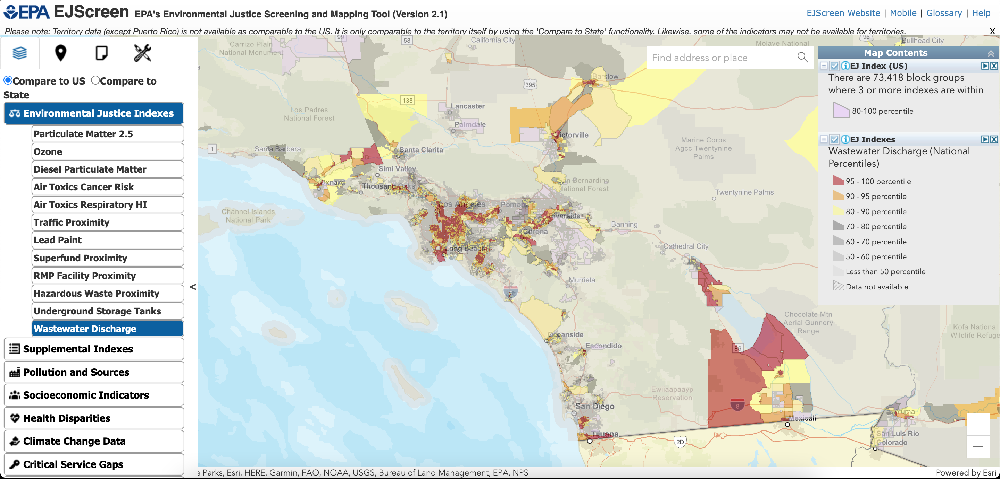 EPA EJScreen EPA's Environmental Justice Screening and Mapping Tool (Version 2.1)
EJScreen Website | Mobile | Glossary | Help
Please note: Territory data (except Puerto Rico) is not available as comparable to the US. It is only comparable to the territory itself by using the 'Compare to State' functionality. Likewise, some of the indicators may not be available for territories.
X
Compare to US Compare to
State
Environmental Justice Indexes
Particulate Matter 2.5
Ozone
Diesel Particulate Matter
Air Toxics Cancer Risk
Air Toxics Respiratory HI
Traffic Proximity
Lead Paint
Superfund Proximity
RMP Facility Proximity
Hazardous Waste Proximity
Underground Storage Tanks
Wastewater Discharge
Supplemental Indexes
Pollution and Sources
Socioeconomic Indicators
Health Disparities
Climate Change Data
Critical Service Gaps
<
Find address or place
Carrizo Plain
National Monument
99
58
California City
Mojave National
95
Bullhead City
Barstow
395
138
Los Padres
National Forest
Lancaster
Palmdale
Victorville
Marine Corps
Agcc Twentynine
Palms
1
Santa Barbara
Santa Clarita
Simi Valley
Oxnard
Thousand Oaks
San Bernardino
National Forest
Twentynine Palms
Los Angeles
Pomona
Riverside
Channel Islands
National Park
Banning
Corona
Long Beach
Cathedral City
Murrieta
Chocolate Mtn
Aerial Gunnery
Range
Kofa National
Wildlife Refuge
Oceanside
Escondido
86
Ewiiaapaayp
Reservation
8
San Diego
Mexicali
Yuma
Tijuana
2D
San Luis Río
Colorado
Map Contents
EJ Index (US)
There are 73,418 block groups
where 3 or more indexes are within
80-100 percentile
EJ Indexes
Wastewater Discharge (National
Percentiles)
95 - 100 percentile
90 - 95 percentile
80 - 90 percentile
70 - 80 percentile
60 - 70 percentile
50 - 60 percentile
Less than 50 percentile
Data not available
+
−
e Parks, Esri, HERE, Garmin, FAO, NOAA, USGS, Bureau of Land Management, EPA, NPS
Powered by Esri